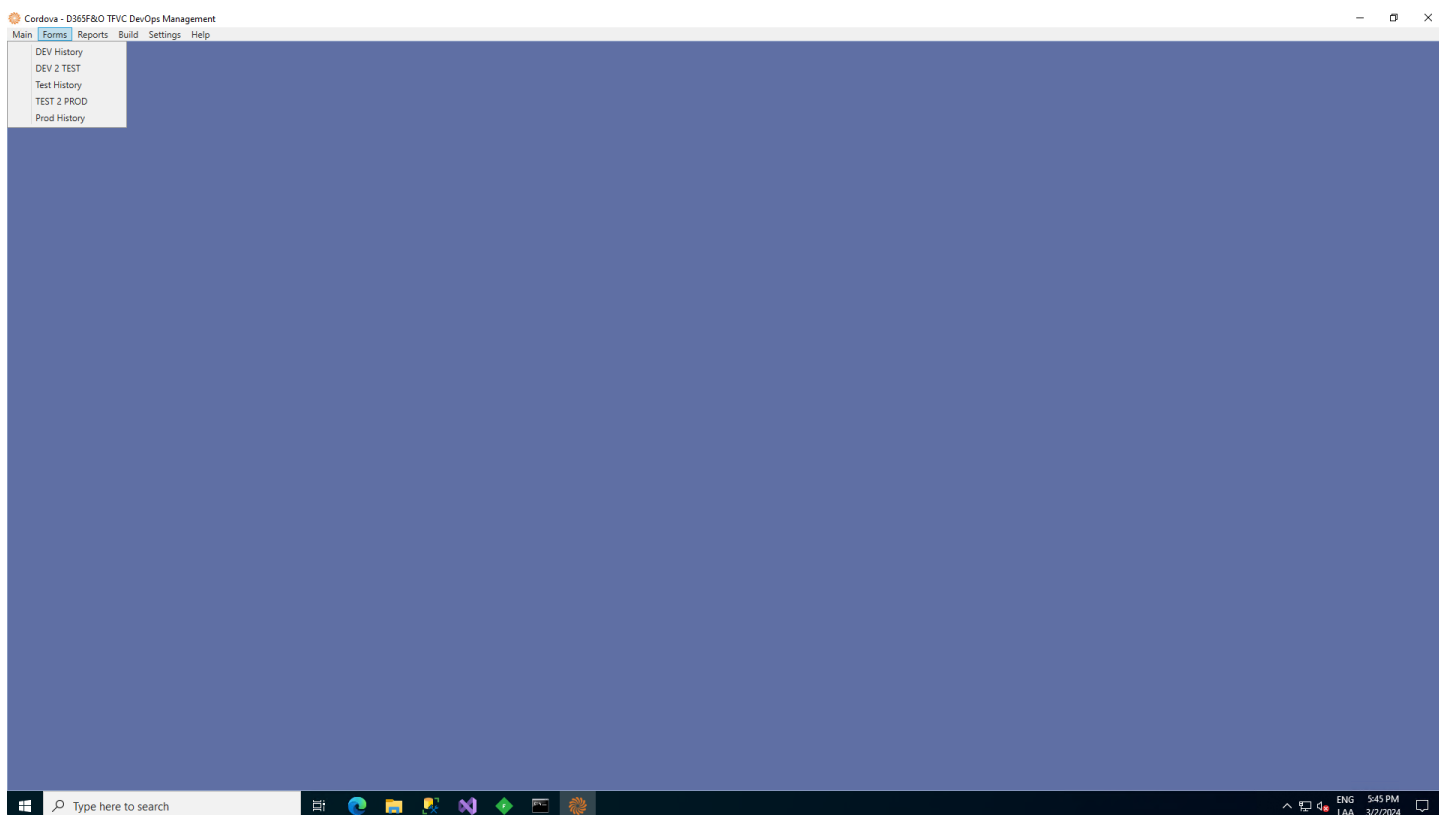 Cordova - D365F&O TFVC DevOps Management
Main Forms Reports Build Settings Help
DEV History
DEV 2 TEST
Test History
TEST 2 PROD
Prod History
Type here to search
ENG 5:45 PM
LAA 3/2/2024